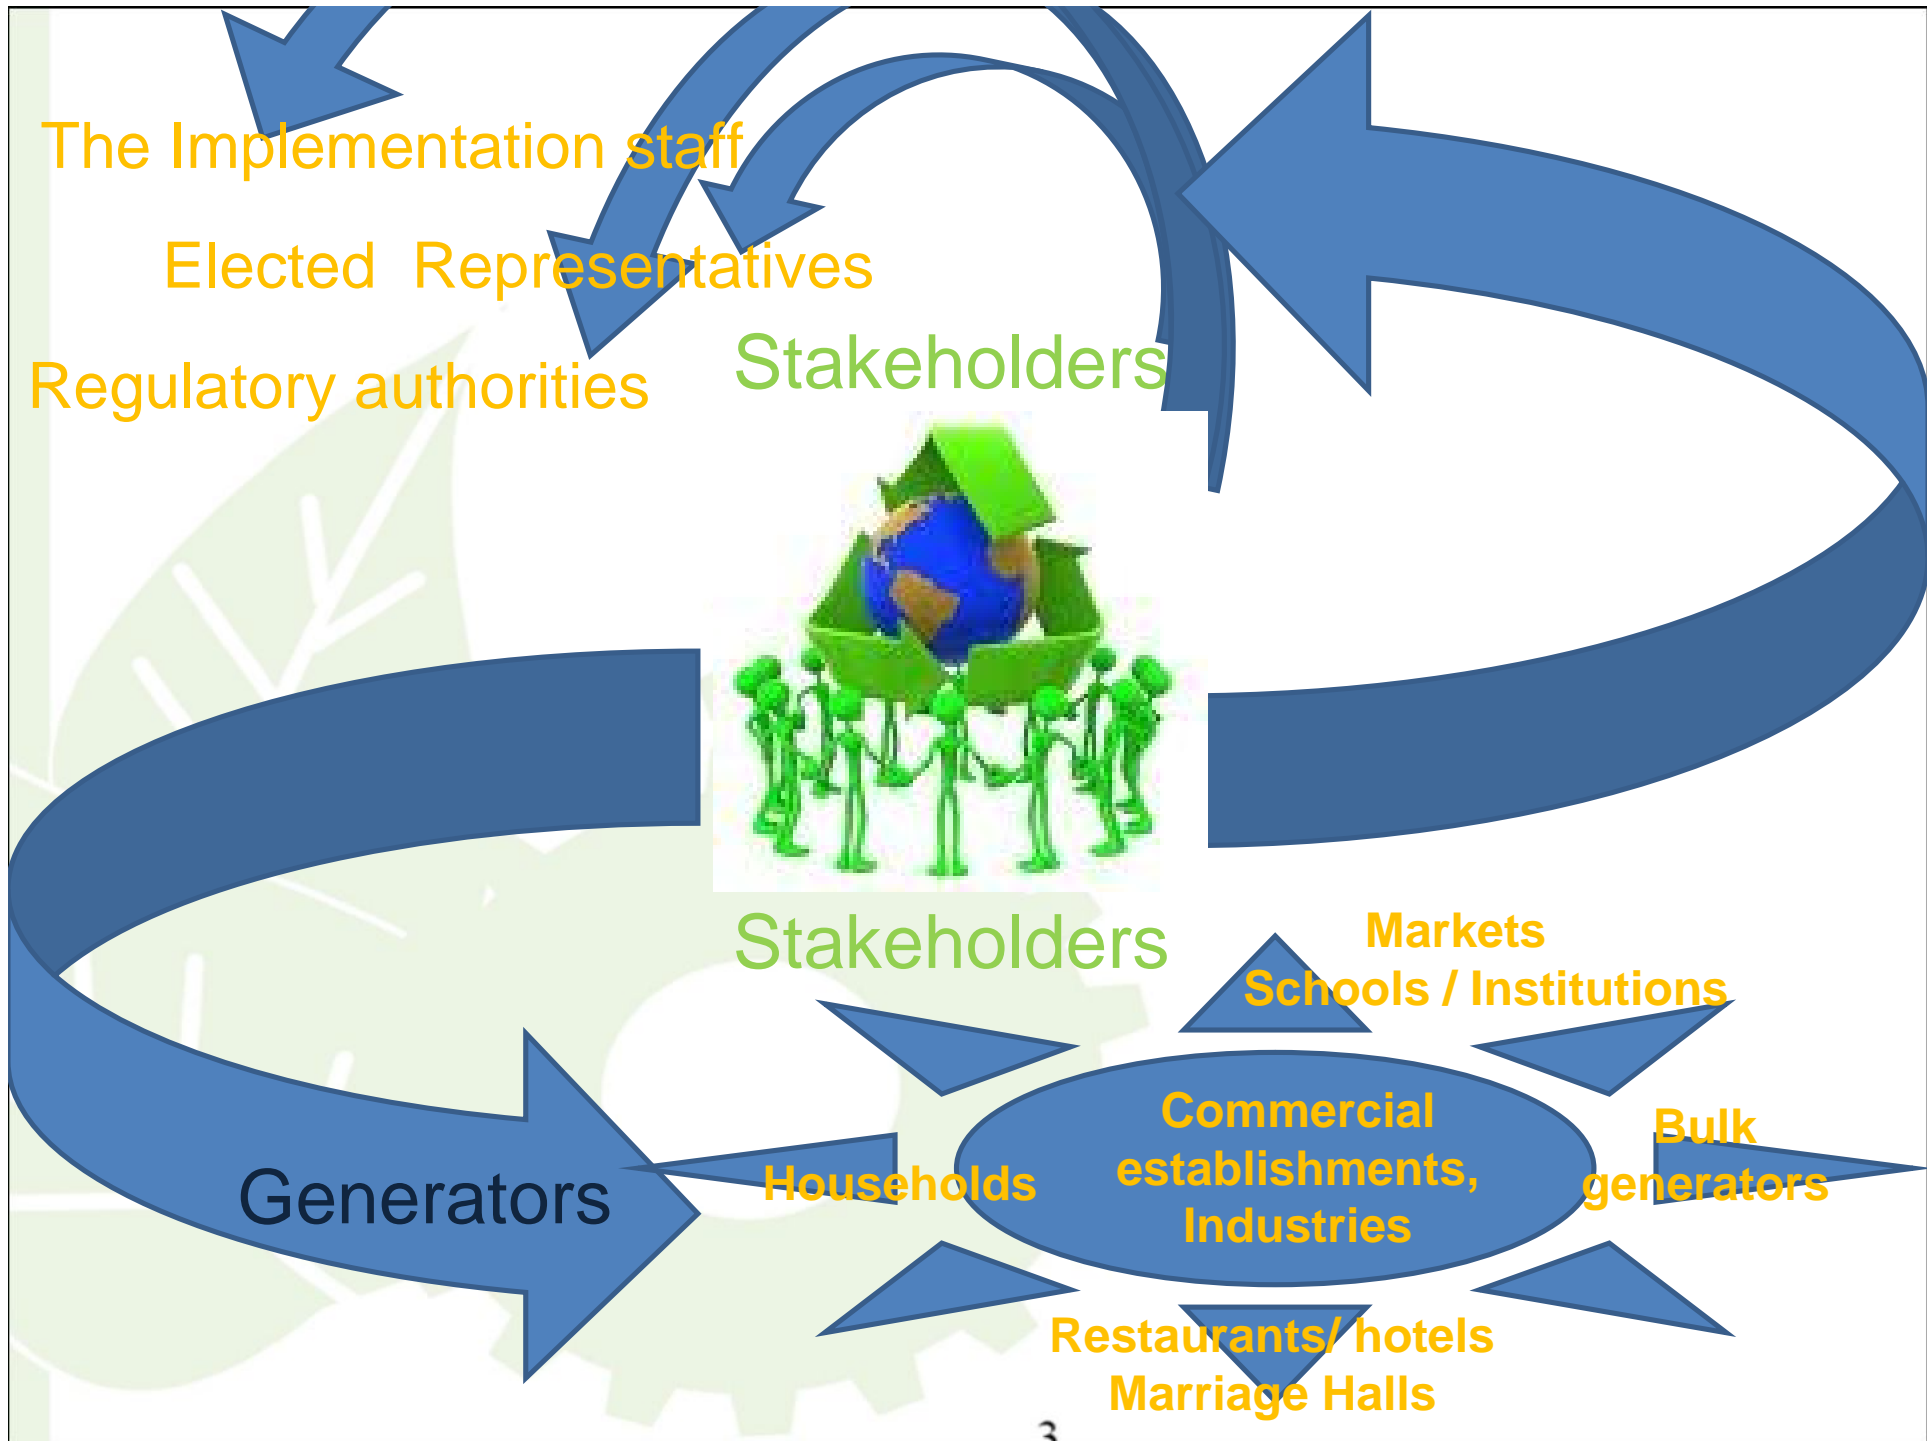 The Implementation staff
Elected  Representatives
Regulatory authorities
Stakeholders
Stakeholders
Markets
Schools / Institutions
Commercial
establishments,
Industries
Bulk
generators
Households
Generators
Restaurants/ hotels
Marriage Halls
3